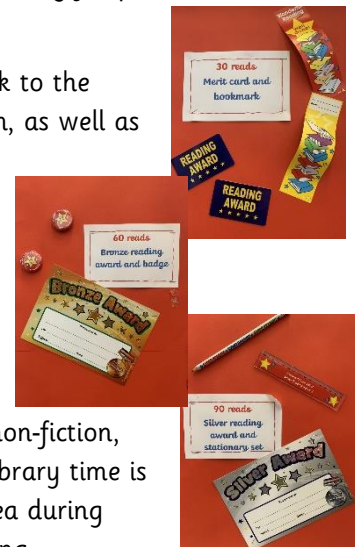 30 reads
Merit card and
bookmark
READING
AWARD
READING
AWARD
k to the
, as well as
60 reads
Bronze reading
award and badge
Bronze Award
90 reads
Silver reading
award and
stationary set
Silver Award
non-fiction,
ibrary time is
ea during